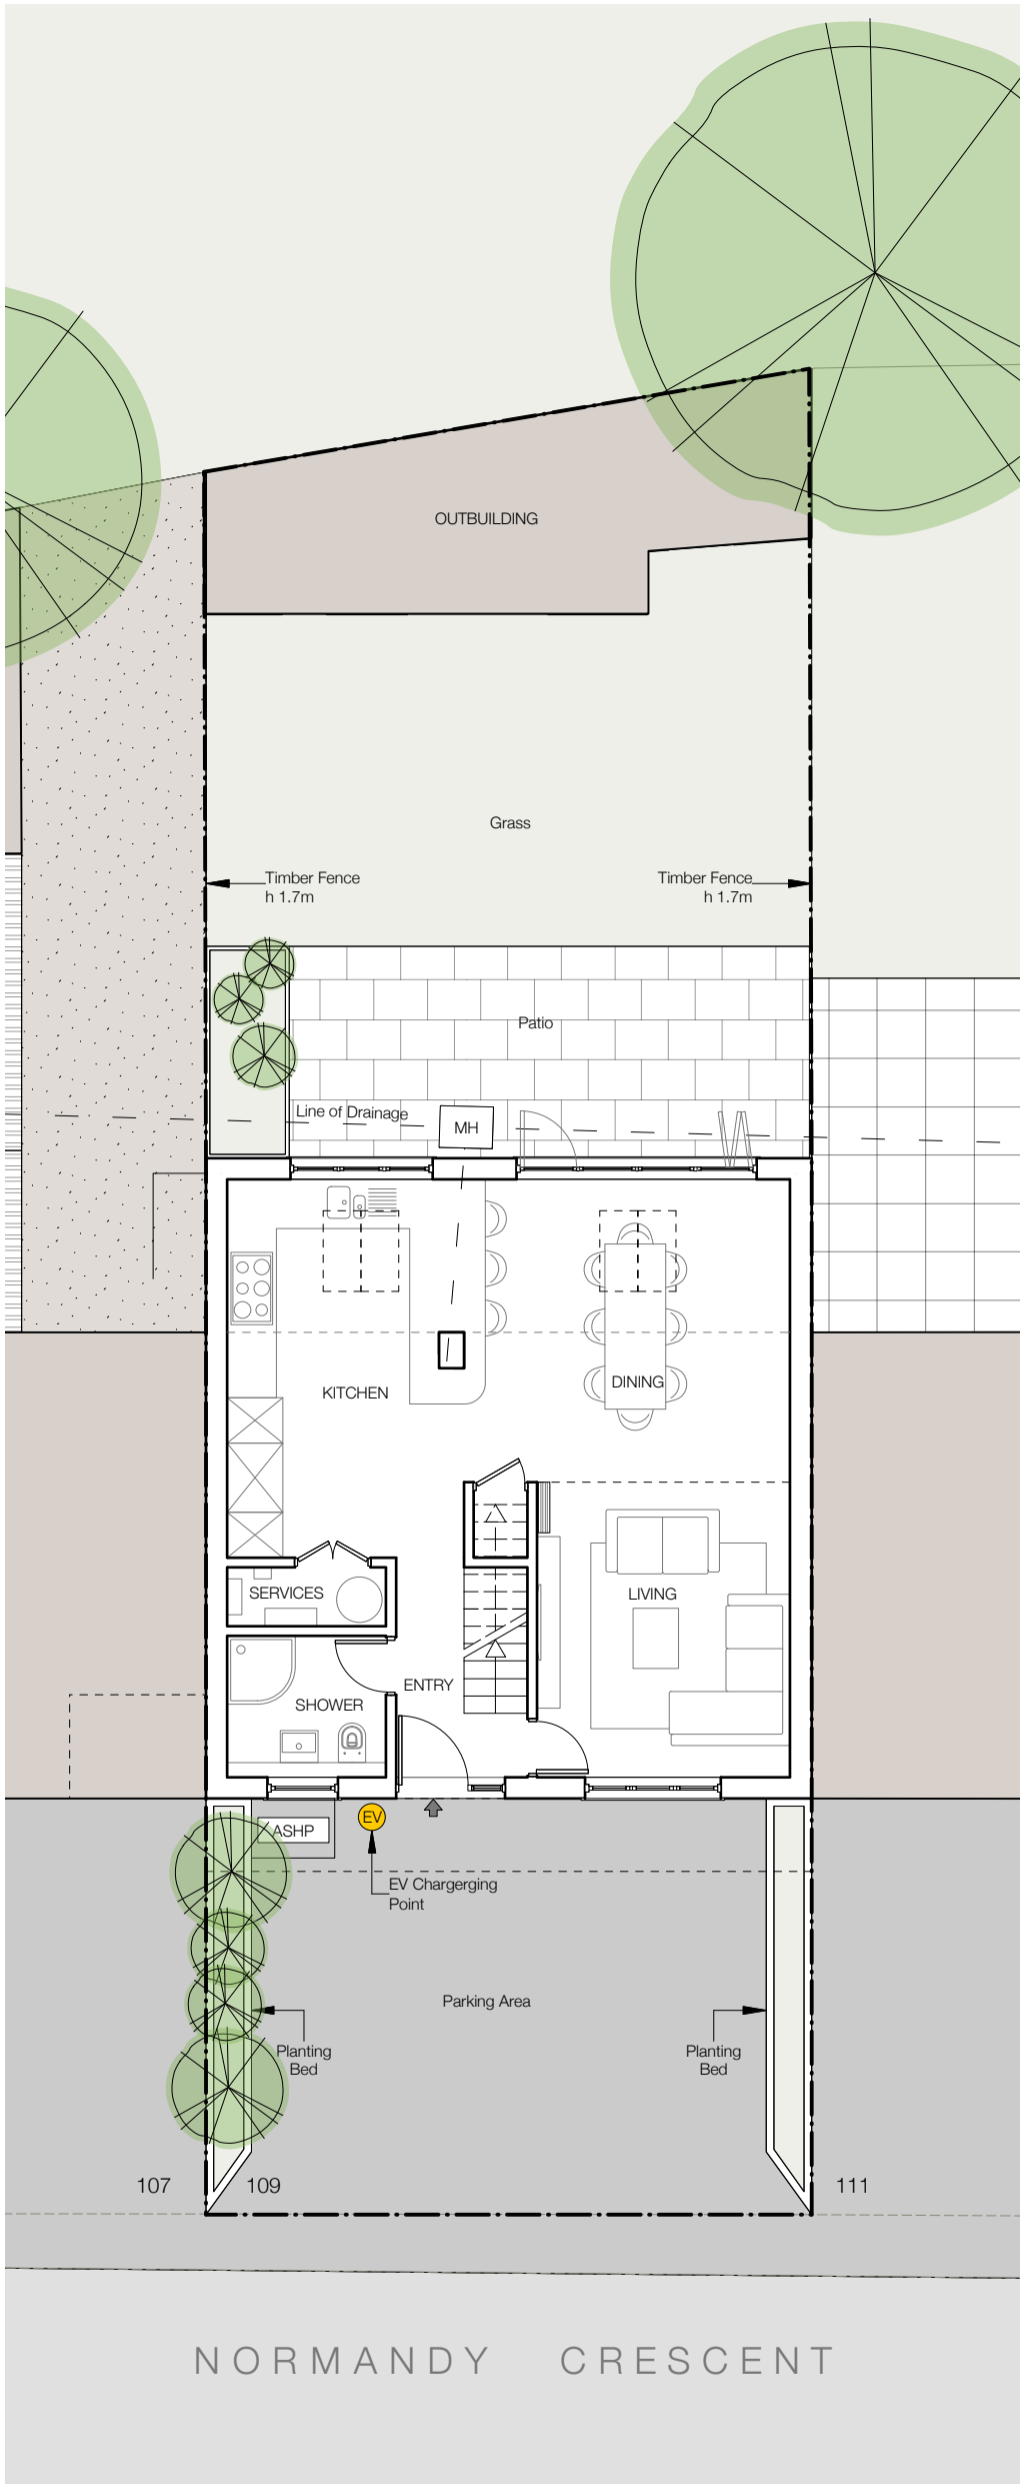 OUTBUILDING
Grass
Timber Fence
h 1.7m
Timber Fence
h 1.7m
Patio
Line of Drainage
MH
KITCHEN
DINING
SERVICES
LIVING
ENTRY
SHOWER
ASHP
EV
EV Chargerging
Point
Parking Area
Planting
Bed
Planting
Bed
107
109
111
NORMANDY CRESCENT